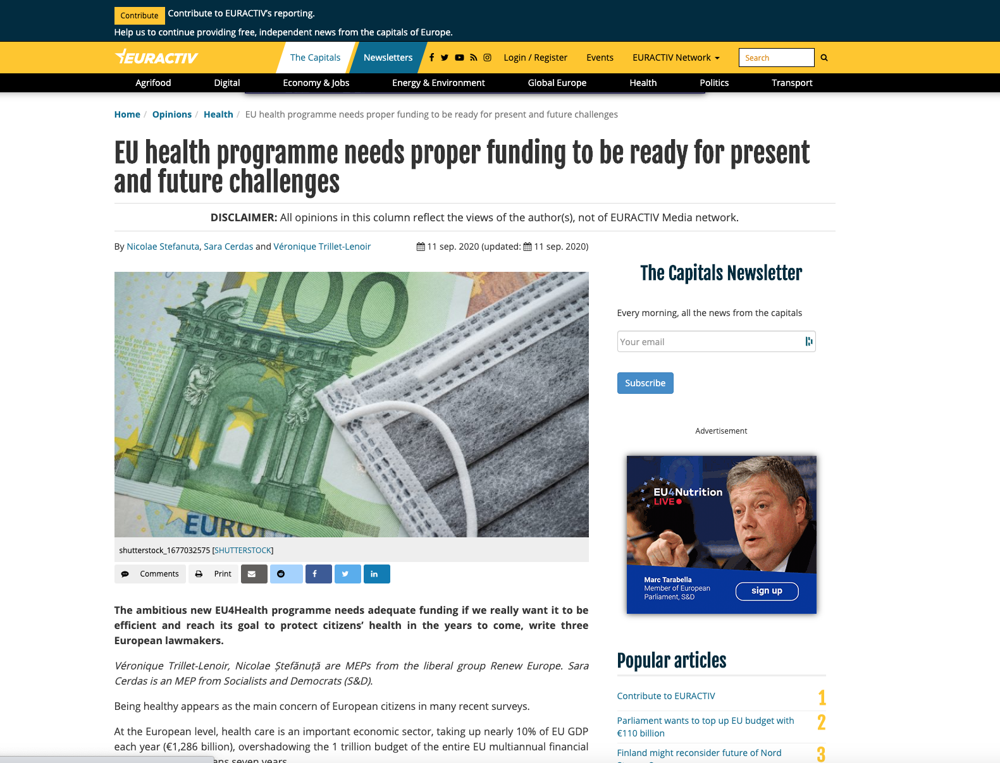 Contribute Contribute to EURACTIV's reporting.
Help us to continue providing free, independent news from the capitals of Europe.
EURACTIV The Capitals Newsletters Login / Register Events EURACTIV Network Search
Agrifood Digital Economy & Jobs Energy & Environment Global Europe Health Politics Transport
Home / Opinions / Health / EU health programme needs proper funding to be ready for present and future challenges
EU health programme needs proper funding to be ready for present
and future challenges
DISCLAIMER: All opinions in this column reflect the views of the author(s), not of EURACTIV Media network.
By Nicolae Stefanuta, Sara Cerdas and Véronique Trillet-Lenoir 11 sep. 2020 (updated: 11 sep. 2020)
100
EURO
shutterstock_1677032575 [SHUTTERSTOCK]
Comments Print
The ambitious new EU4Health programme needs adequate funding if we really want it to be
efficient and reach its goal to protect citizens' health in the years to come, write three
European lawmakers.
Véronique Trillet-Lenoir, Nicolae Ștefănuță are MEPs from the liberal group Renew Europe. Sara
Cerdas is an MEP from Socialists and Democrats (S&D).
Being healthy appears as the main concern of European citizens in many recent surveys.
At the European level, health care is an important economic sector, taking up nearly 10% of EU GDP
each year (€1,286 billion), overshadowing the 1 trillion budget of the entire EU multiannual financial
seven years
The Capitals Newsletter
Every morning, all the news from the capitals
Your email
Subscribe
Advertisement
EU4Nutrition
LIVE
Marc Tarabella
Member of European
Parliament, S&D
sign up
Popular articles
Contribute to EURACTIV 1
Parliament wants to top up EU budget with 2
€110 billion
Finland might reconsider future of Nord 3